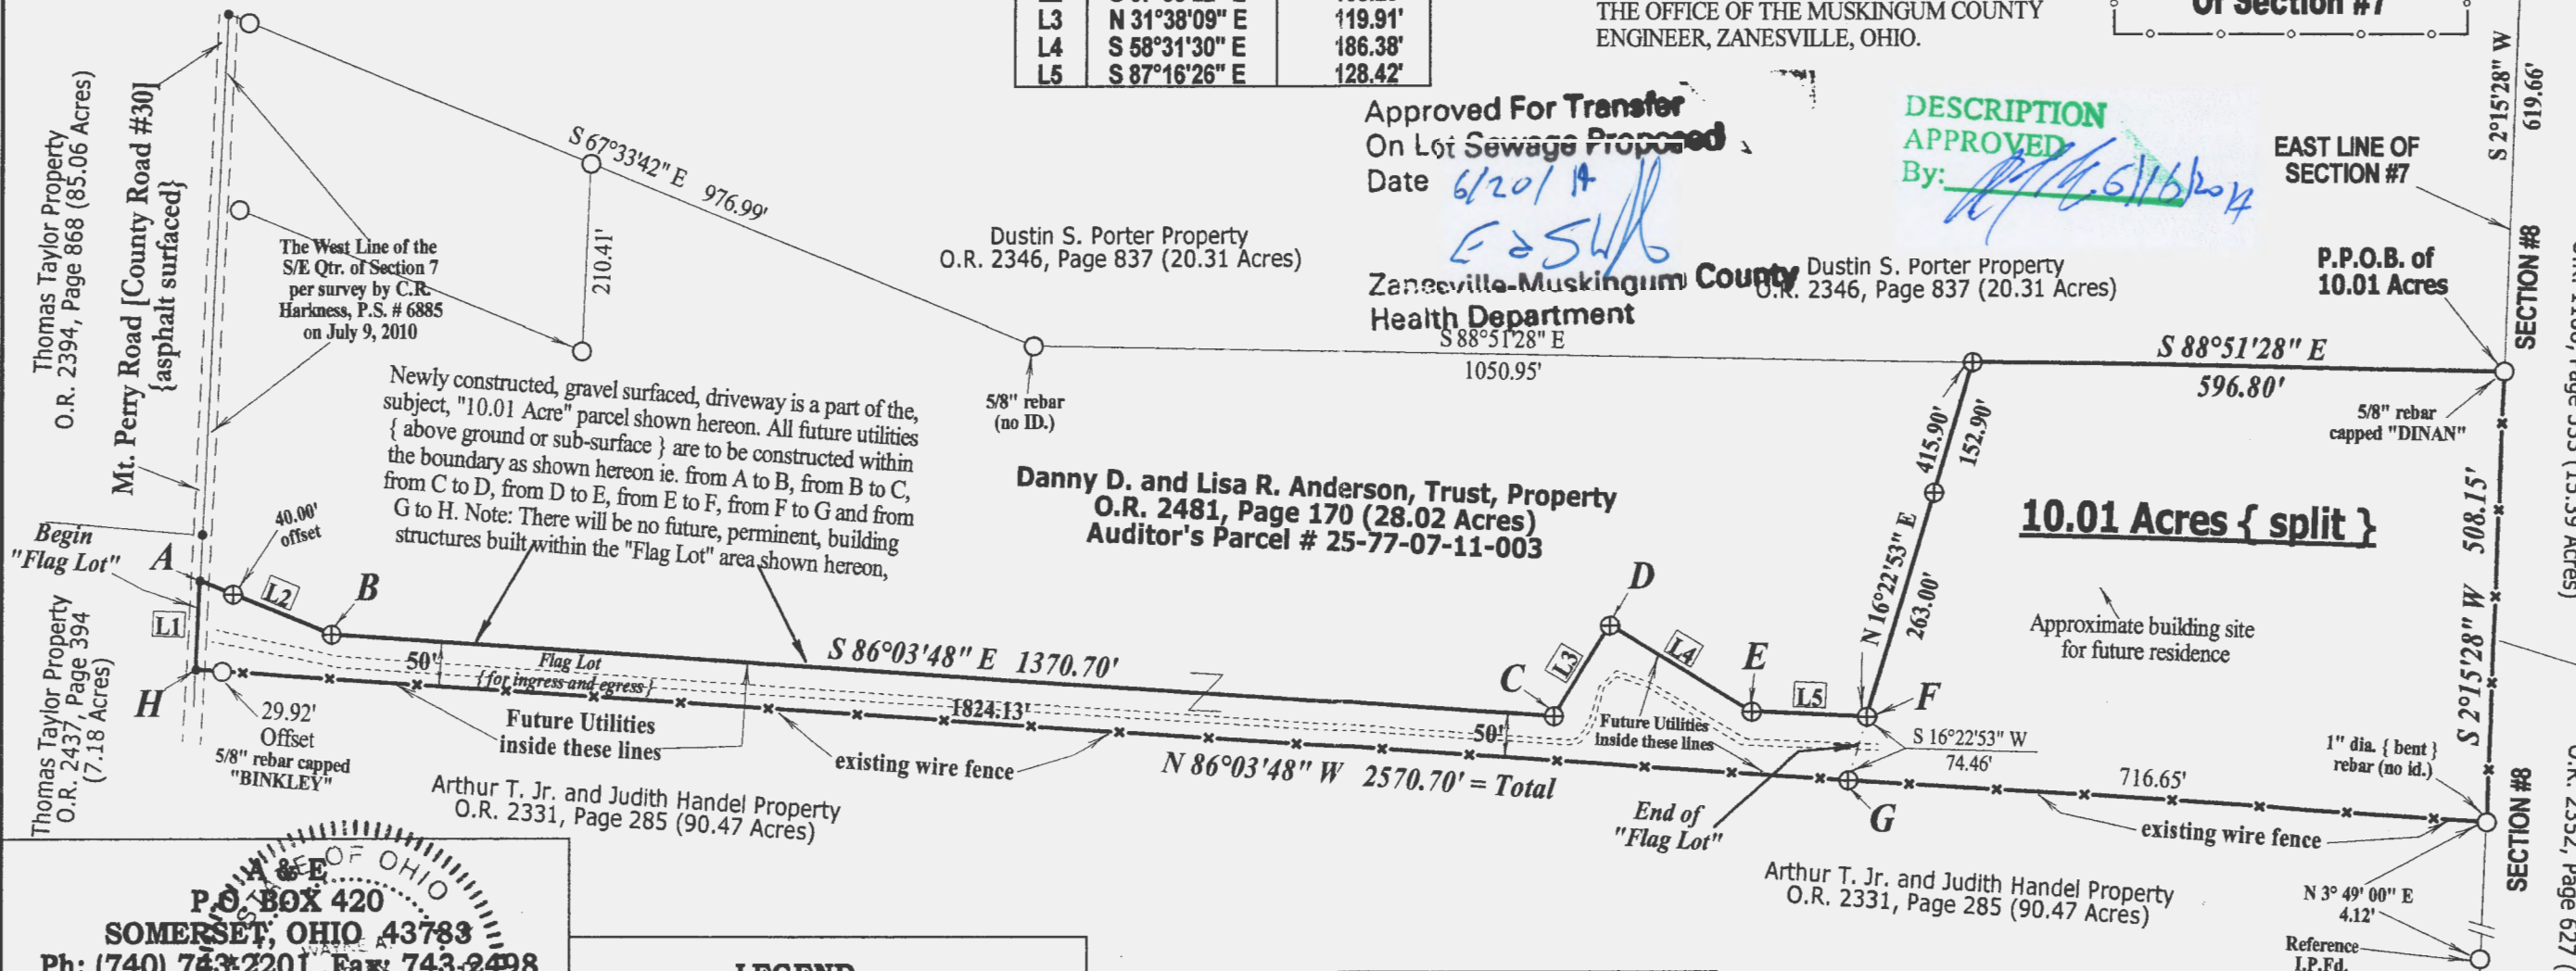 L3 N 31°38'09" E 119.91'
L4 S 58°31'30" E 186.38'
L5 S 87°16'26" E 128.42'
THE OFFICE OF THE MUSKINGUM COUNTY
ENGINEER, ZANESVILLE, OHIO.
Of Section #7
S 2°15'28" W
619.66'
Approved For Transfer
On Lot Sewage Proposed
Date 6/20/14
Zanesville-Muskingum County
Health Department
DESCRIPTION
APPROVED
By:
EAST LINE OF
SECTION #7
SECTION #8
P.P.O.B. of
10.01 Acres
Thomas Taylor Property
O.R. 2394, Page 868 (85.06 Acres)
Mt. Perry Road [County Road #30]
{asphalt surfaced}
The West Line of the
S/E Qtr. of Section 7
per survey by C.R.
Harkness, P.S. # 6885
on July 9, 2010
S 67°33'42" E 976.99'
210.41'
Dustin S. Porter Property
O.R. 2346, Page 837 (20.31 Acres)
Dustin S. Porter Property
O.R. 2346, Page 837 (20.31 Acres)
S 88°51'28" E
1050.95'
S 88°51'28" E
596.80'
5/8" rebar
(no ID.)
5/8" rebar
capped "DINAN"
Newly constructed, gravel surfaced, driveway is a part of the,
subject, "10.01 Acre" parcel shown hereon. All future utilities
{ above ground or sub-surface } are to be constructed within
the boundary as shown hereon ie. from A to B, from B to C,
from C to D, from D to E, from E to F, from F to G and from
G to H. Note: There will be no future, perminent, building
structures built within the "Flag Lot" area shown hereon,
Danny D. and Lisa R. Anderson, Trust, Property
O.R. 2481, Page 170 (28.02 Acres)
Auditor's Parcel # 25-77-07-11-003
415.90'
152.90'
N 16°22'53" E
263.00'
10.01 Acres { split }
Approximate building site
for future residence
S 2°15'28" W 508.15'
Begin
"Flag Lot"
A
40.00'
offset
L2
B
L1
H
Thomas Taylor Property
O.R. 2437, Page 394
(7.18 Acres)
29.92'
Offset
5/8" rebar capped
"BINKLEY"
50'
Flag Lot
{for ingress and egress}
S 86°03'48" E 1370.70'
1824.13'
Future Utilities
inside these lines
existing wire fence
N 86°03'48" W 2570.70' = Total
C
L3
D
L4
E
L5
F
50'
Future Utilities
inside these lines
S 16°22'53" W
74.46'
G
End of
"Flag Lot"
716.65'
1" dia. { bent }
rebar (no id.)
existing wire fence
SECTION #8
N 3° 49' 00" E
4.12'
Reference
I.P.Fd.
Arthur T. Jr. and Judith Handel Property
O.R. 2331, Page 285 (90.47 Acres)
Arthur T. Jr. and Judith Handel Property
O.R. 2331, Page 285 (90.47 Acres)
STATE OF OHIO
A & E
P.O. BOX 420
SOMERSET, OHIO 43783
Ph: (740) 743-2201 Fax: 743-2498
LEGEND